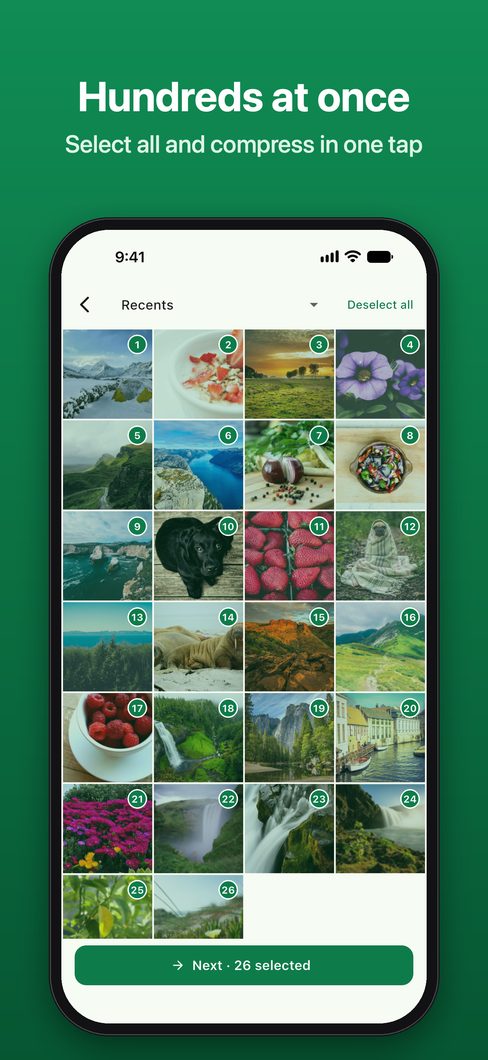 Hundreds at once
Select all and compress in one tap
9:41
Recents
Deselect all
1 2 3 4
5 6 7 8
9 10 11 12
13 14 15 16
17 18 19 20
21 22 23 24
25 26
→ Next · 26 selected